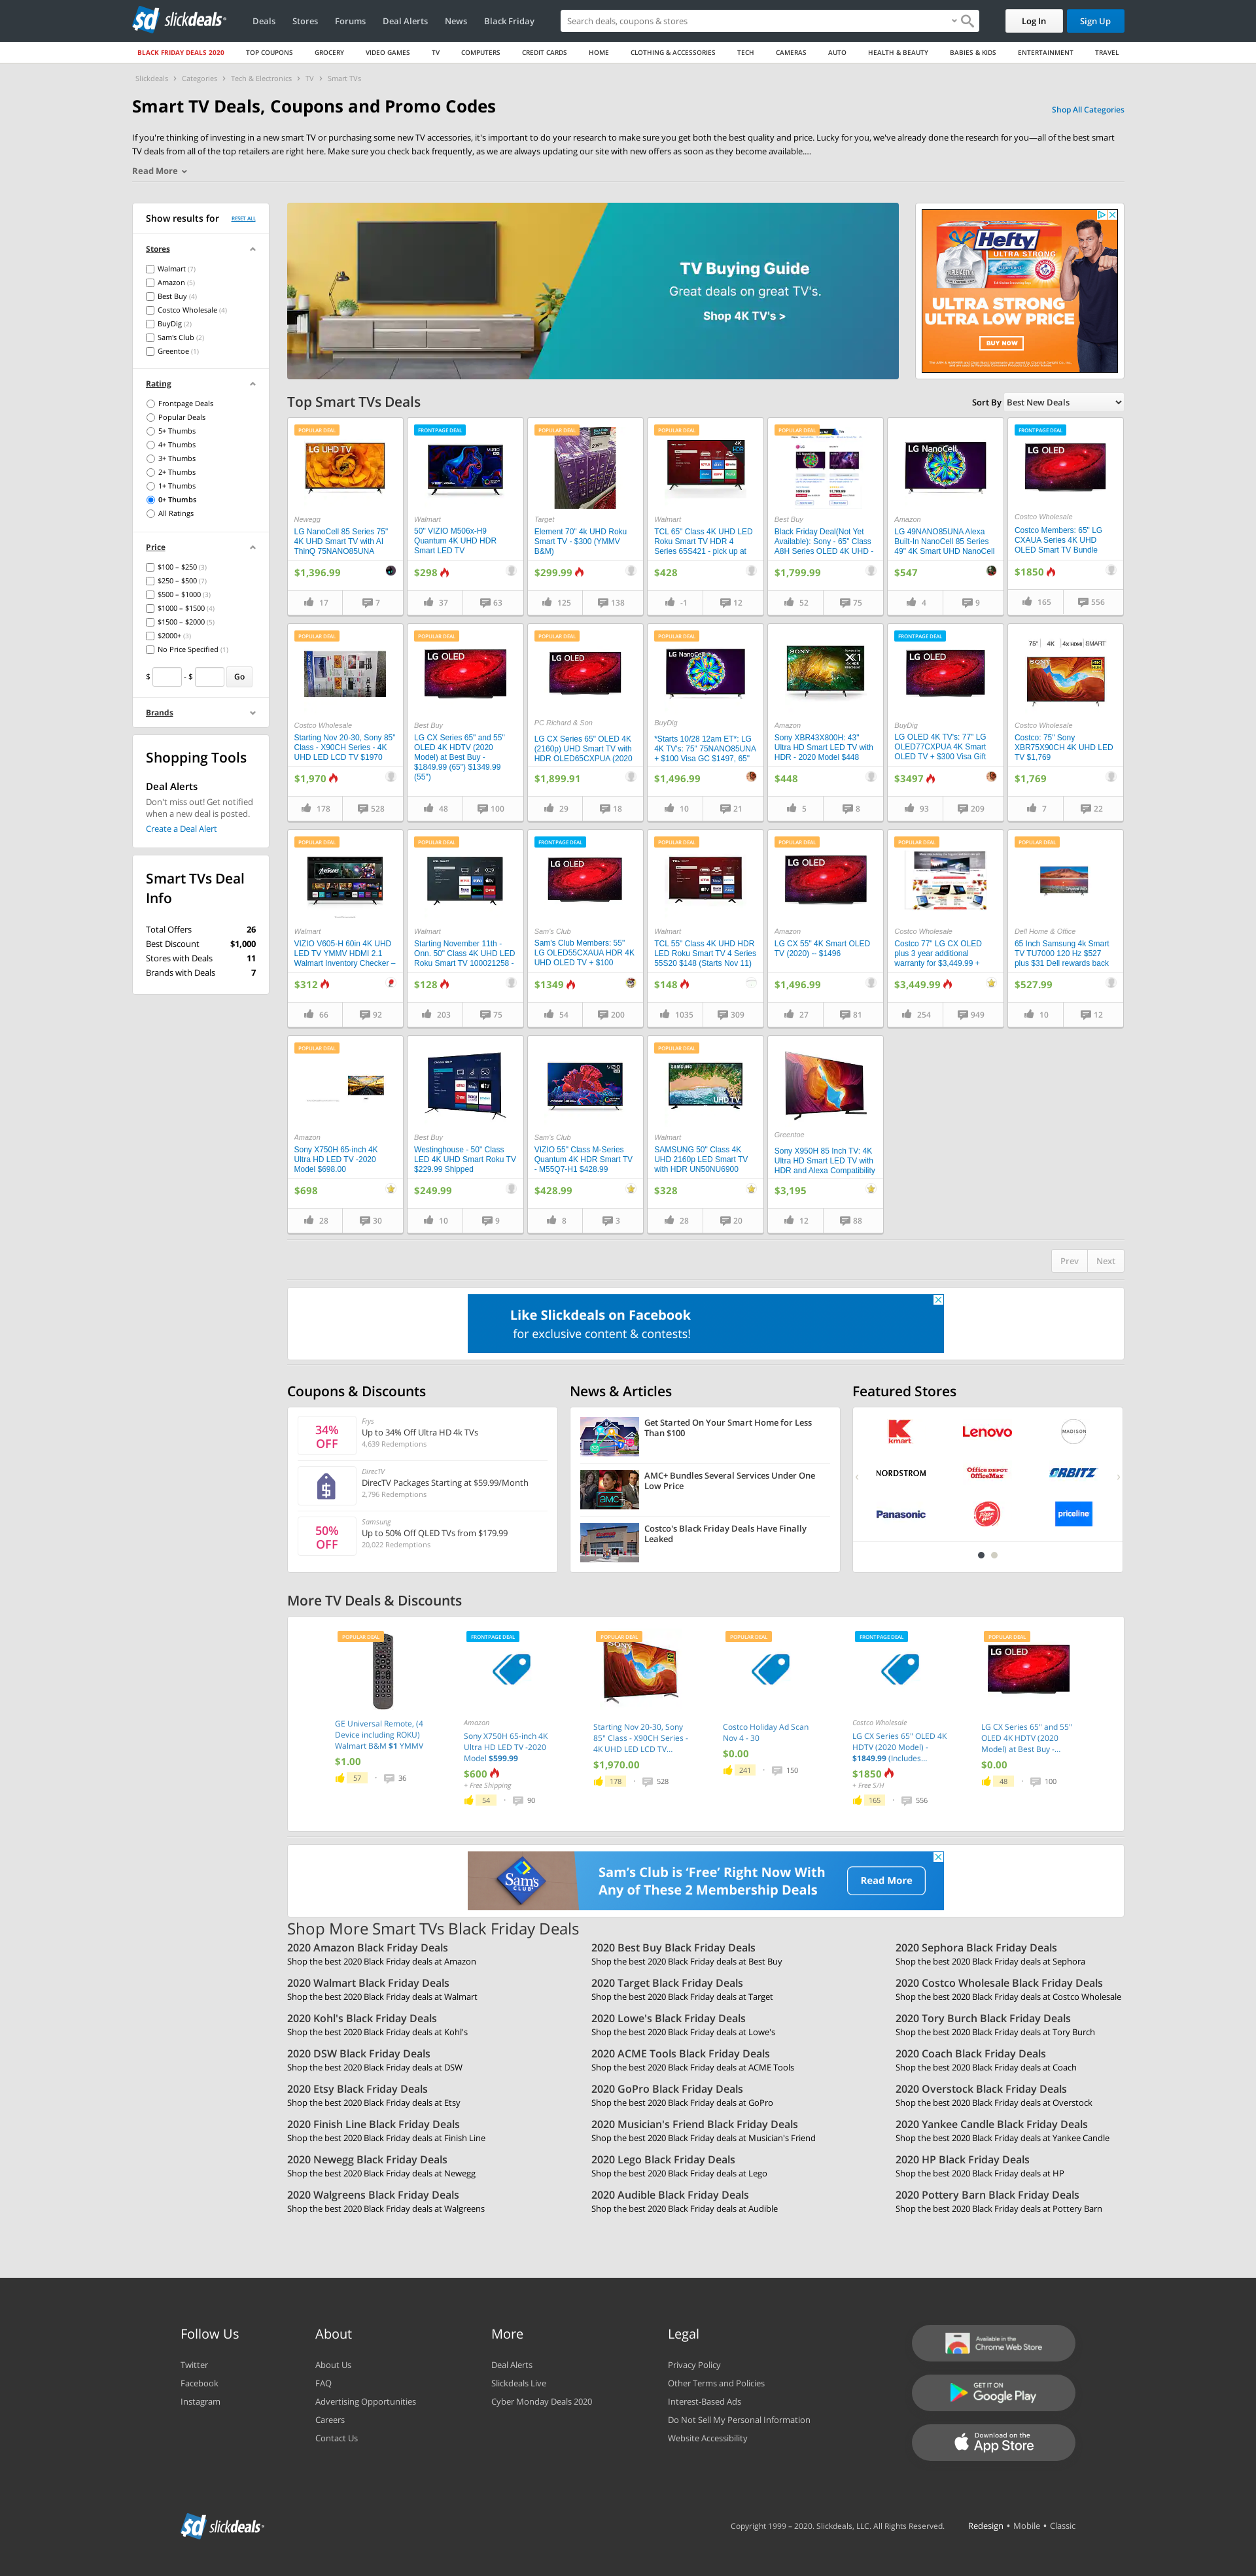 slickdeals
Deals
Stores
Forums
Deal Alerts
News
Black Friday
Search deals, coupons & stores
Log In
Sign Up
BLACK FRIDAY DEALS 2020
TOP COUPONS
GROCERY
VIDEO GAMES
TV
COMPUTERS
CREDIT CARDS
HOME
CLOTHING & ACCESSORIES
TECH
CAMERAS
AUTO
HEALTH & BEAUTY
BABIES & KIDS
ENTERTAINMENT
TRAVEL
Slickdeals › Categories › Tech & Electronics › TV › Smart TVs
Smart TV Deals, Coupons and Promo Codes
Shop All Categories
If you're thinking of investing in a new smart TV or purchasing some new TV accessories, it's important to do your research to make sure you get both the best quality and price. Lucky for you, we've already done the research for you—all of the best smart
TV deals from all of the top retailers are right here. Make sure you check back frequently, as we are always updating our site with new offers as soon as they become available....
Read More
Show results for
RESET ALL
Stores
Walmart (7)
Amazon (5)
Best Buy (4)
Costco Wholesale (4)
BuyDig (2)
Sam's Club (2)
Greentoe (1)
Rating
Frontpage Deals
Popular Deals
5+ Thumbs
4+ Thumbs
3+ Thumbs
2+ Thumbs
1+ Thumbs
0+ Thumbs
All Ratings
Price
$100 – $250 (3)
$250 – $500 (7)
$500 – $1000 (3)
$1000 – $1500 (4)
$1500 – $2000 (5)
$2000+ (3)
No Price Specified (1)
$ - $ Go
Brands
Shopping Tools
Deal Alerts
Don't miss out! Get notified
when a new deal is posted.
Create a Deal Alert
Smart TVs Deal
Info
Total Offers 26
Best Discount $1,000
Stores with Deals 11
Brands with Deals 7
TV Buying Guide
Great deals on great TV's.
Shop 4K TV's >
Hefty
ULTRA STRONG
ULTRA LOW PRICE
BUY NOW
Top Smart TVs Deals
Sort By Best New Deals
POPULAR DEAL
LG UHD TV
Newegg
LG NanoCell 85 Series 75"
4K UHD Smart TV with AI
ThinQ 75NANO85UNA
$1,396.99
17 7
FRONTPAGE DEAL
VIZIO
Walmart
50" VIZIO M506x-H9
Quantum 4K UHD HDR
Smart LED TV
$298
37 63
POPULAR DEAL
Target
Element 70" 4k UHD Roku
Smart TV - $300 (YMMV
B&M)
$299.99
125 138
POPULAR DEAL
Walmart
TCL 65" Class 4K UHD LED
Roku Smart TV HDR 4
Series 65S421 - pick up at
$428
-1 12
POPULAR DEAL
Best Buy
Black Friday Deal(Not Yet
Available): Sony - 65" Class
A8H Series OLED 4K UHD -
$1,799.99
52 75
LG NanoCell
Amazon
LG 49NANO85UNA Alexa
Built-In NanoCell 85 Series
49" 4K Smart UHD NanoCell
$547
4 9
FRONTPAGE DEAL
LG OLED
Costco Wholesale
Costco Members: 65" LG
CXAUA Series 4K UHD
OLED Smart TV Bundle
$1850
165 556
POPULAR DEAL
Costco Wholesale
Starting Nov 20-30, Sony 85"
Class - X90CH Series - 4K
UHD LED LCD TV $1970
$1,970
178 528
POPULAR DEAL
LG OLED
Best Buy
LG CX Series 65" and 55"
OLED 4K HDTV (2020
Model) at Best Buy -
$1849.99 (65") $1349.99
(55")
48 100
POPULAR DEAL
LG OLED
PC Richard & Son
LG CX Series 65" OLED 4K
(2160p) UHD Smart TV with
HDR OLED65CXPUA (2020
$1,899.91
29 18
POPULAR DEAL
LG NanoCell
BuyDig
*Starts 10/28 12am ET*: LG
4K TV's: 75" 75NANO85UNA
+ $100 Visa GC $1497, 65"
$1,496.99
10 21
SONY
X1
Amazon
Sony XBR43X800H: 43"
Ultra HD Smart LED TV with
HDR - 2020 Model $448
$448
5 8
FRONTPAGE DEAL
LG OLED
BuyDig
LG OLED 4K TV's: 77" LG
OLED77CXPUA 4K Smart
OLED TV + $300 Visa Gift
$3497
93 209
75" 4K 4X HDMI SMART
SONY
Costco Wholesale
Costco: 75" Sony
XBR75X90CH 4K UHD LED
TV $1,769
$1,769
7 22
POPULAR DEAL
Walmart
VIZIO V605-H 60in 4K UHD
LED TV YMMV HDMI 2.1
Walmart Inventory Checker –
$312
66 92
POPULAR DEAL
Walmart
Starting November 11th -
Onn. 50" Class 4K UHD LED
Roku Smart TV 100021258 -
$128
203 75
FRONTPAGE DEAL
LG OLED
Sam's Club
Sam's Club Members: 55"
LG OLED55CXAUA HDR 4K
UHD OLED TV + $100
$1349
54 200
POPULAR DEAL
Walmart
TCL 55" Class 4K UHD HDR
LED Roku Smart TV 4 Series
55S20 $148 (Starts Nov 11)
$148
1035 309
POPULAR DEAL
LG OLED
Amazon
LG CX 55" 4K Smart OLED
TV (2020) -- $1496
$1,496.99
27 81
POPULAR DEAL
Costco Wholesale
Costco 77" LG CX OLED
plus 3 year additional
warranty for $3,449.99 +
$3,449.99
254 949
POPULAR DEAL
Dell Home & Office
65 Inch Samsung 4k Smart
TV TU7000 120 Hz $527
plus $31 Dell rewards back
$527.99
10 12
POPULAR DEAL
Amazon
Sony X750H 65-inch 4K
Ultra HD LED TV -2020
Model $698.00
$698
28 30
Best Buy
Westinghouse - 50" Class
LED 4K UHD Smart Roku TV
$229.99 Shipped
$249.99
10 9
VIZIO
Sam's Club
VIZIO 55" Class M-Series
Quantum 4K HDR Smart TV
- M55Q7-H1 $428.99
$428.99
8 3
POPULAR DEAL
SAMSUNG
UHD TV
Walmart
SAMSUNG 50" Class 4K
UHD 2160p LED Smart TV
with HDR UN50NU6900
$328
28 20
Greentoe
Sony X950H 85 Inch TV: 4K
Ultra HD Smart LED TV with
HDR and Alexa Compatibility
$3,195
12 88
Prev
Next
Like Slickdeals on Facebook
for exclusive content & contests!
Coupons & Discounts
34%
OFF
Frys
Up to 34% Off Ultra HD 4k TVs
4,639 Redemptions
DirecTV
DirecTV Packages Starting at $59.99/Month
2,796 Redemptions
50%
OFF
Samsung
Up to 50% Off QLED TVs from $179.99
20,022 Redemptions
News & Articles
Get Started On Your Smart Home for Less
Than $100
AMC+ Bundles Several Services Under One
Low Price
Costco's Black Friday Deals Have Finally
Leaked
Featured Stores
kmart
Lenovo
MADISON
NORDSTROM
Office DEPOT
OfficeMax
ORBITZ
Panasonic
priceline
More TV Deals & Discounts
POPULAR DEAL
GE Universal Remote, (4
Device including ROKU)
Walmart B&M $1 YMMV
$1.00
57 • 36
FRONTPAGE DEAL
Amazon
Sony X750H 65-inch 4K
Ultra HD LED TV -2020
Model $599.99
$600
+ Free Shipping
54 • 90
POPULAR DEAL
SONY
Starting Nov 20-30, Sony
85" Class - X90CH Series -
4K UHD LED LCD TV...
$1,970.00
178 • 528
POPULAR DEAL
Costco Holiday Ad Scan
Nov 4 - 30
$0.00
241 • 150
FRONTPAGE DEAL
Costco Wholesale
LG CX Series 65" OLED 4K
HDTV (2020 Model) -
$1849.99 (Includes...
$1850
+ Free S/H
165 • 556
POPULAR DEAL
LG OLED
LG CX Series 65" and 55"
OLED 4K HDTV (2020
Model) at Best Buy -...
$0.00
48 • 100
Sam's
CLUB
Sam's Club is 'Free' Right Now With
Any of These 2 Membership Deals
Read More
Shop More Smart TVs Black Friday Deals
2020 Amazon Black Friday Deals
Shop the best 2020 Black Friday deals at Amazon
2020 Best Buy Black Friday Deals
Shop the best 2020 Black Friday deals at Best Buy
2020 Sephora Black Friday Deals
Shop the best 2020 Black Friday deals at Sephora
2020 Walmart Black Friday Deals
Shop the best 2020 Black Friday deals at Walmart
2020 Target Black Friday Deals
Shop the best 2020 Black Friday deals at Target
2020 Costco Wholesale Black Friday Deals
Shop the best 2020 Black Friday deals at Costco Wholesale
2020 Kohl's Black Friday Deals
Shop the best 2020 Black Friday deals at Kohl's
2020 Lowe's Black Friday Deals
Shop the best 2020 Black Friday deals at Lowe's
2020 Tory Burch Black Friday Deals
Shop the best 2020 Black Friday deals at Tory Burch
2020 DSW Black Friday Deals
Shop the best 2020 Black Friday deals at DSW
2020 ACME Tools Black Friday Deals
Shop the best 2020 Black Friday deals at ACME Tools
2020 Coach Black Friday Deals
Shop the best 2020 Black Friday deals at Coach
2020 Etsy Black Friday Deals
Shop the best 2020 Black Friday deals at Etsy
2020 GoPro Black Friday Deals
Shop the best 2020 Black Friday deals at GoPro
2020 Overstock Black Friday Deals
Shop the best 2020 Black Friday deals at Overstock
2020 Finish Line Black Friday Deals
Shop the best 2020 Black Friday deals at Finish Line
2020 Musician's Friend Black Friday Deals
Shop the best 2020 Black Friday deals at Musician's Friend
2020 Yankee Candle Black Friday Deals
Shop the best 2020 Black Friday deals at Yankee Candle
2020 Newegg Black Friday Deals
Shop the best 2020 Black Friday deals at Newegg
2020 Lego Black Friday Deals
Shop the best 2020 Black Friday deals at Lego
2020 HP Black Friday Deals
Shop the best 2020 Black Friday deals at HP
2020 Walgreens Black Friday Deals
Shop the best 2020 Black Friday deals at Walgreens
2020 Audible Black Friday Deals
Shop the best 2020 Black Friday deals at Audible
2020 Pottery Barn Black Friday Deals
Shop the best 2020 Black Friday deals at Pottery Barn
Follow Us
Twitter
Facebook
Instagram
About
About Us
FAQ
Advertising Opportunities
Careers
Contact Us
More
Deal Alerts
Slickdeals Live
Cyber Monday Deals 2020
Legal
Privacy Policy
Other Terms and Policies
Interest-Based Ads
Do Not Sell My Personal Information
Website Accessibility
Available in the
Chrome Web Store
GET IT ON
Google Play
Download on the
App Store
slickdeals
Copyright 1999 – 2020. Slickdeals, LLC. All Rights Reserved.
Redesign • Mobile • Classic